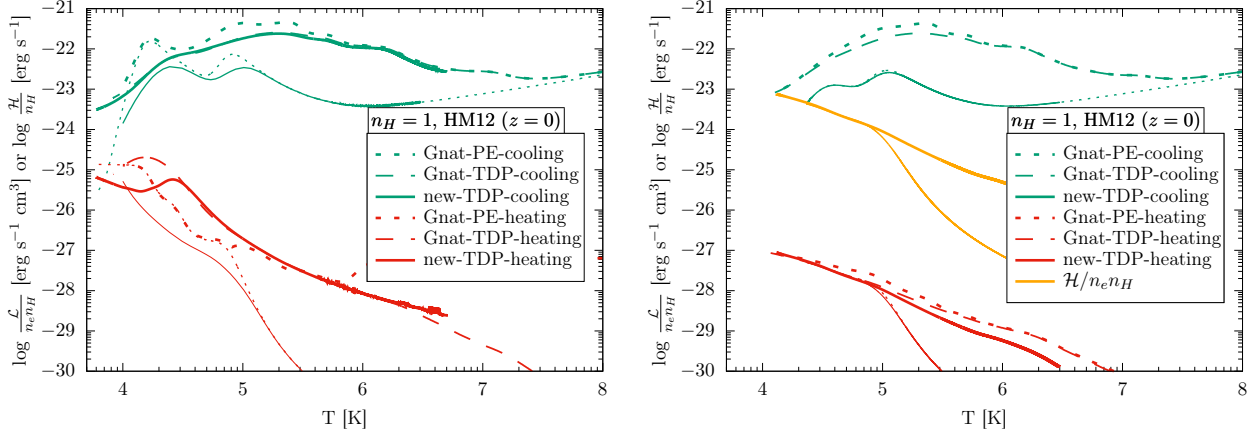 -21
-22
-23
-24
-25
-26
-27
-28
-29
-30
4 5 6 7 8
T [K]
log ℒ/(n_e n_H) [erg s⁻¹ cm³] or log ℋ/n_H [erg s⁻¹]
n_H = 1, HM12 (z = 0)
Gnat-PE-cooling
Gnat-TDP-cooling
new-TDP-cooling
Gnat-PE-heating
Gnat-TDP-heating
new-TDP-heating
-21
-22
-23
-24
-25
-26
-27
-28
-29
-30
4 5 6 7 8
T [K]
log ℒ/(n_e n_H) [erg s⁻¹ cm³] or log ℋ/n_H [erg s⁻¹]
n_H = 1, HM12 (z = 0)
Gnat-PE-cooling
Gnat-TDP-cooling
new-TDP-cooling
Gnat-PE-heating
Gnat-TDP-heating
new-TDP-heating
ℋ/n_e n_H